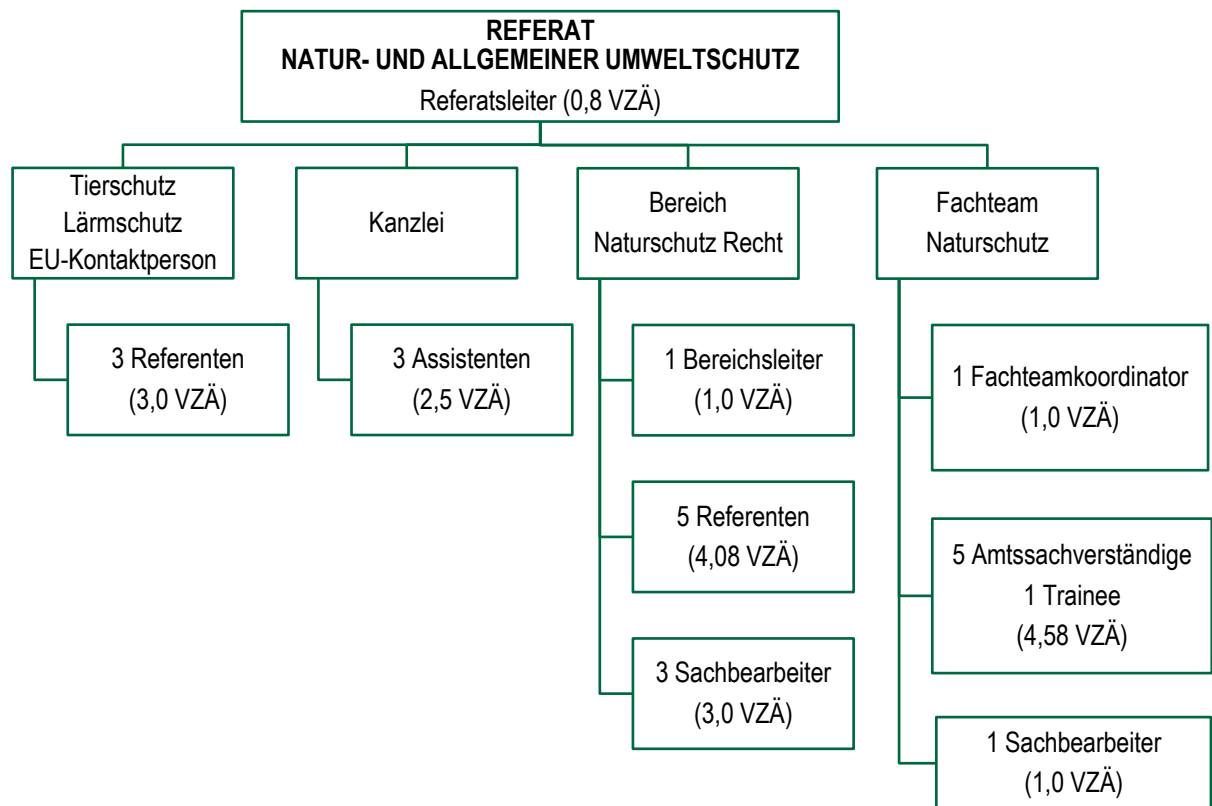 REFERAT
NATUR- UND ALLGEMEINER UMWELTSCHUTZ
Referatsleiter (0,8 VZÄ)
Tierschutz
Lärmschutz
EU-Kontaktperson
3 Referenten
(3,0 VZÄ)
Kanzlei
3 Assistenten
(2,5 VZÄ)
Bereich
Naturschutz Recht
1 Bereichsleiter
(1,0 VZÄ)
5 Referenten
(4,08 VZÄ)
3 Sachbearbeiter
(3,0 VZÄ)
Fachteam
Naturschutz
1 Fachteamkoordinator
(1,0 VZÄ)
5 Amtssachverständige
1 Trainee
(4,58 VZÄ)
1 Sachbearbeiter
(1,0 VZÄ)